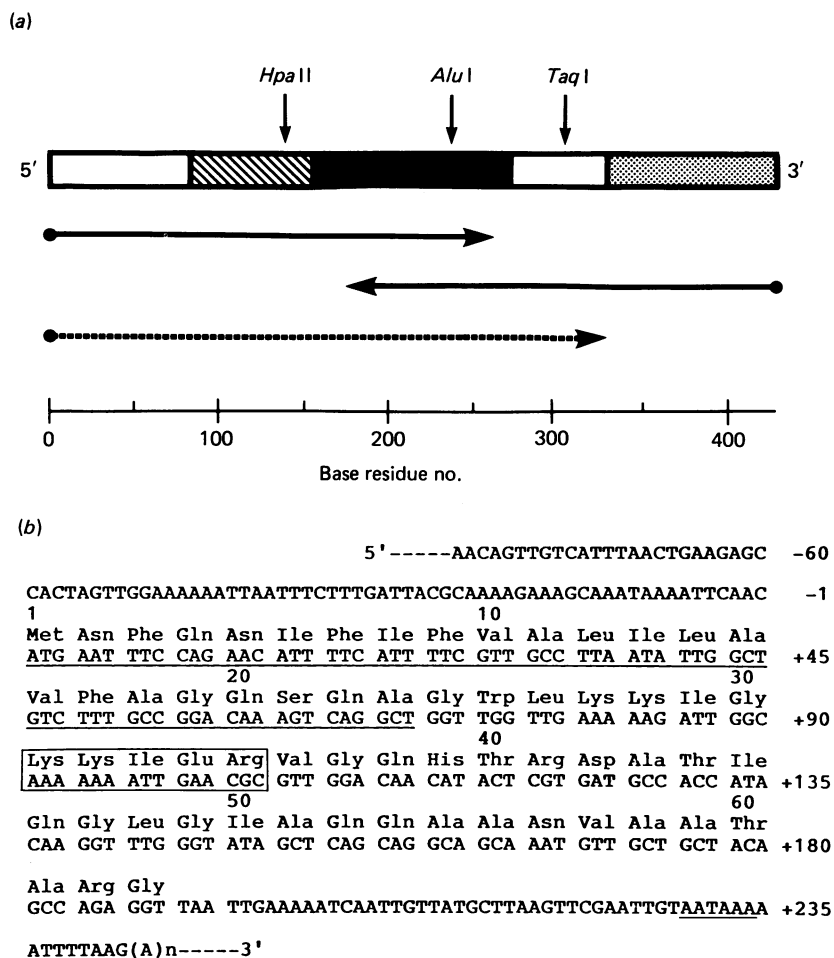 (a)
Hpa II Alu I Taq I
5′ 3′
0 100 200 300 400
Base residue no.
(b)
5'-----AACAGTTGTCATTTAACTGAAGAGC -60
CACTAGTTGGAAAAAATTAATTTCTTTGATTACGCAAAAGAAAGCAAATAAAATTCAAC -1
1 10
Met Asn Phe Gln Asn Ile Phe Ile Phe Val Ala Leu Ile Leu Ala
ATG AAT TTC CAG AAC ATT TTC ATT TTC GTT GCC TTA ATA TTG GCT +45
20 30
Val Phe Ala Gly Gln Ser Gln Ala Gly Trp Leu Lys Lys Ile Gly
GTC TTT GCC GGA CAA AGT CAG GCT GGT TGG TTG AAA AAG ATT GGC +90
40
Lys Lys Ile Glu Arg Val Gly Gln His Thr Arg Asp Ala Thr Ile
AAA AAA ATT GAA CGC GTT GGA CAA CAT ACT CGT GAT GCC ACC ATA +135
50 60
Gln Gly Leu Gly Ile Ala Gln Gln Ala Ala Asn Val Ala Ala Thr
CAA GGT TTG GGT ATA GCT CAG CAG GCA GCA AAT GTT GCT GCT ACA +180
Ala Arg Gly
GCC AGA GGT TAA TTGAAAAATCAATTGTTATGCTTAAGTTCGAATTGTAATAAAA +235
ATTTTAAG(A)n-----3'